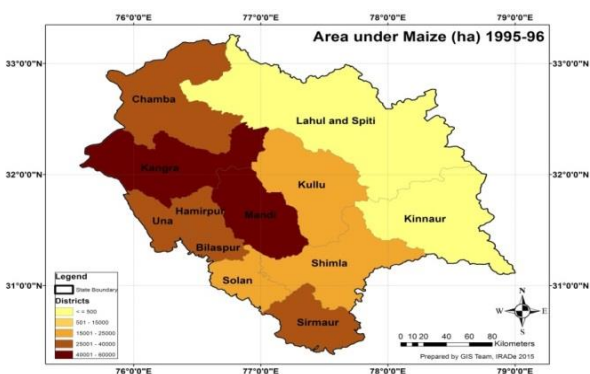 76°0'0"E 77°0'0"E 78°0'0"E 79°0'0"E
Area under Maize (ha) 1995-96
33°0'0"N 33°0'0"N
Chamba
Lahul and Spiti
32°0'0"N 32°0'0"N
Kangra
Kullu
Hamirpur
Mandi
Una
Kinnaur
Bilaspur
Shimla
Solan
31°0'0"N 31°0'0"N
Sirmaur
Legend
State Boundary
Districts
<= 500
501 - 15000
15001 - 25000
25001 - 40000
40001 - 60000
N
W E
S
0 10 20 40 60 80
Kilometers
Prepared by GIS Team, IRADe 2015
76°0'0"E 77°0'0"E 78°0'0"E 79°0'0"E